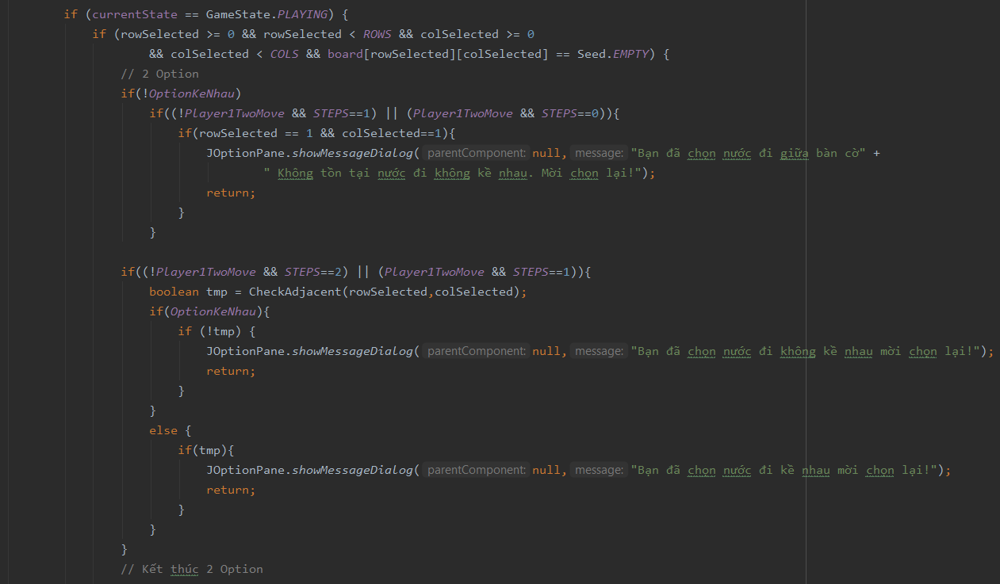 if (currentState == GameState.PLAYING) {
if (rowSelected >= 0 && rowSelected < ROWS && colSelected >= 0
&& colSelected < COLS && board[rowSelected][colSelected] == Seed.EMPTY) {
// 2 Option
if(!OptionKeNhau)
if((!Player1TwoMove && STEPS==1) || (Player1TwoMove && STEPS==0)){
if(rowSelected == 1 && colSelected==1){
JOptionPane.showMessageDialog( parentComponent: null, message: "Bạn đã chọn nước đi giữa bàn cờ" +
" Không tồn tại nước đi không kề nhau. Mời chọn lại!");
return;
}
}
if((!Player1TwoMove && STEPS==2) || (Player1TwoMove && STEPS==1)){
boolean tmp = CheckAdjacent(rowSelected,colSelected);
if(OptionKeNhau){
if (!tmp) {
JOptionPane.showMessageDialog( parentComponent: null, message: "Bạn đã chọn nước đi không kề nhau mời chọn lại!");
return;
}
}
else {
if(tmp){
JOptionPane.showMessageDialog( parentComponent: null, message: "Bạn đã chọn nước đi kề nhau mời chọn lại!");
return;
}
}
}
// Kết thúc 2 Option